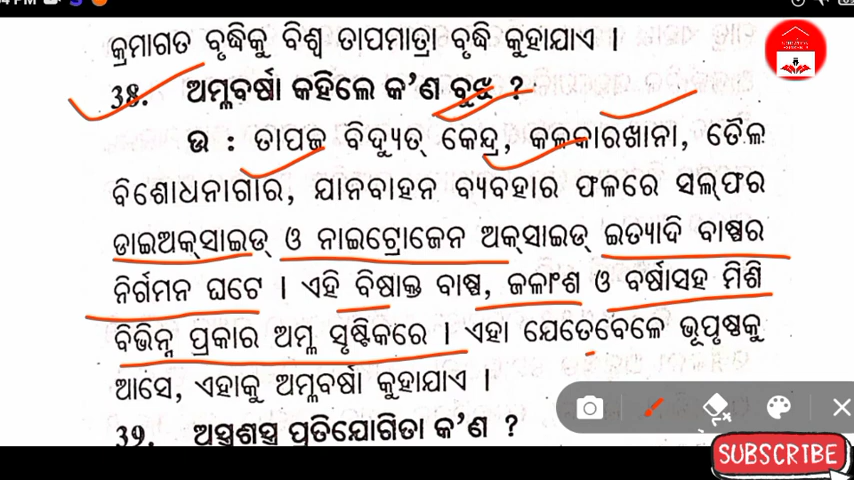 କ୍ରମାଗତ ବୃଦ୍ଧିକୁ ବିଶ୍ୱ ତାପମାତ୍ରା ବୃଦ୍ଧି କୁହାଯାଏ ।
38. ଅମ୍ଳବର୍ଷା କହିଲେ କ'ଣ ବୁଝ ?
ଉ : ତାପଜ ବିଦ୍ୟୁତ୍ କେନ୍ଦ୍ର, କଳକାରଖାନା, ତୈଳ
ବିଶୋଧନାଗାର, ଯାନବାହନ ବ୍ୟବହାର ଫଳରେ ସଲ୍‌ଫର
ଡାଇଅକ୍‌ସାଇଡ୍ ଓ ନାଇଟ୍ରୋଜେନ ଅକ୍‌ସାଇଡ୍ ଇତ୍ୟାଦି ବାଷ୍ପର
ନିର୍ଗମନ ଘଟେ । ଏହି ବିଷାକ୍ତ ବାଷ୍ପ, ଜଳାଂଶ ଓ ବର୍ଷାସହ ମିଶି
ବିଭିନ୍ନ ପ୍ରକାର ଅମ୍ଳ ସୃଷ୍ଟିକରେ । ଏହା ଯେତେବେଳେ ଭୂପୃଷ୍ଠକୁ
ଆସେ, ଏହାକୁ ଅମ୍ଳବର୍ଷା କୁହାଯାଏ ।
39. ଅସ୍ତ୍ରଶସ୍ତ୍ର ପ୍ରତିଯୋଗିତା କ'ଣ ?
SUBSCRIBE